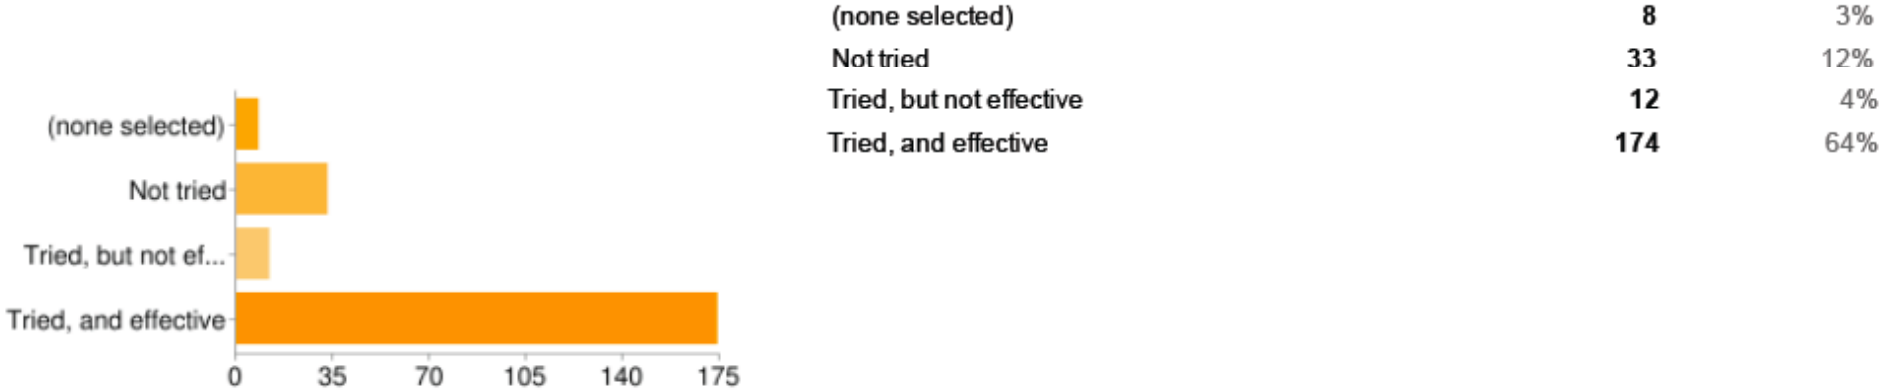 (none selected) 8 3%
Not tried 33 12%
Tried, but not effective 12 4%
Tried, and effective 174 64%
(none selected)
Not tried
Tried, but not ef...
Tried, and effective
0 35 70 105 140 175